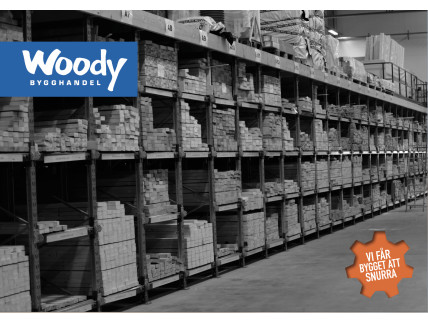 Woody
BYGGHANDEL
VI FÅR
BYGGET ATT
SNURRA